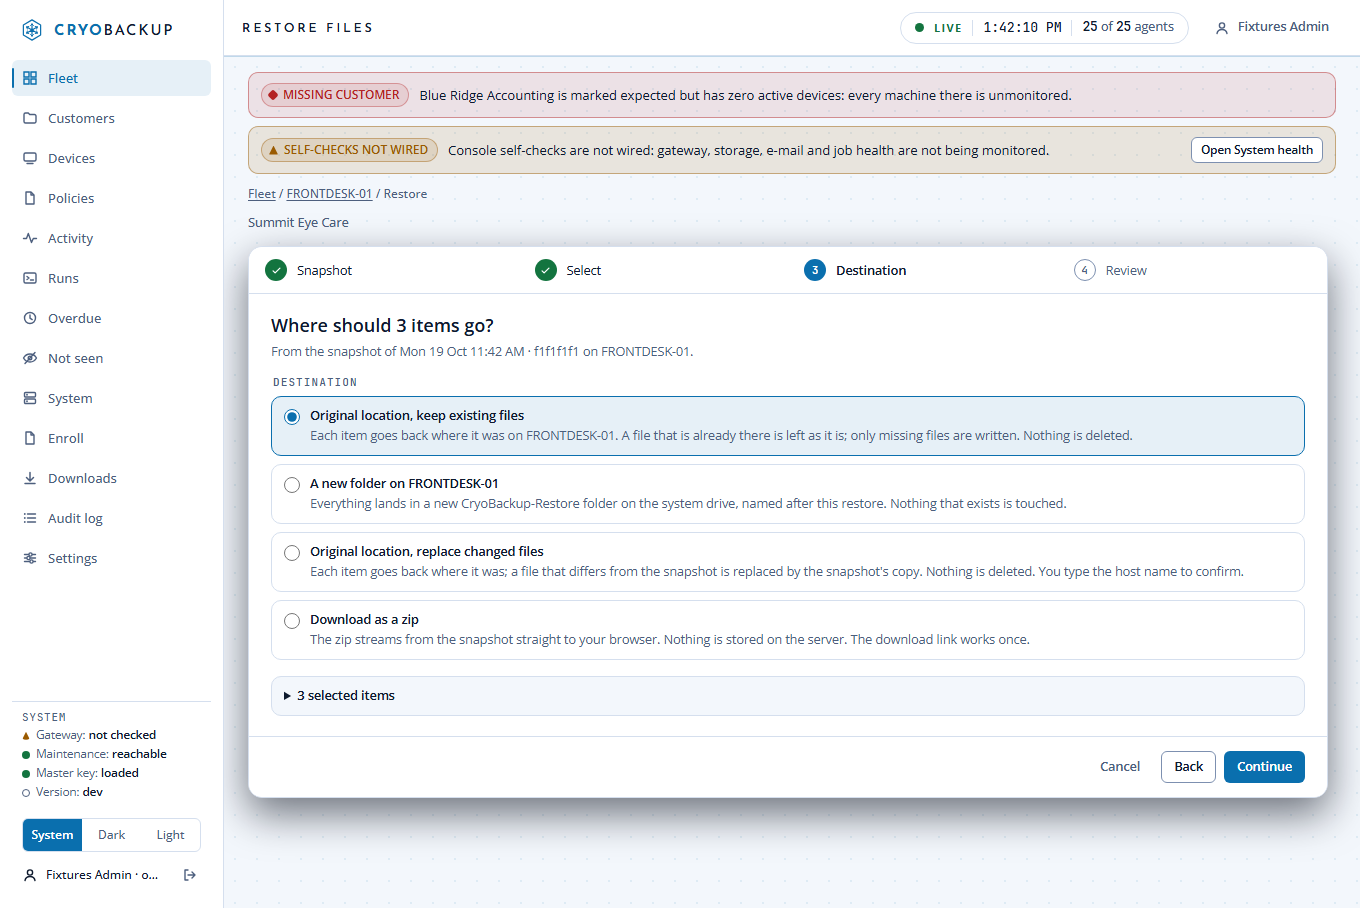 CRYOBACKUP
RESTORE FILES
LIVE 1:42:10 PM 25 of 25 agents
Fixtures Admin
Fleet
Customers
Devices
Policies
Activity
Runs
Overdue
Not seen
System
Enroll
Downloads
Audit log
Settings
SYSTEM
Gateway: not checked
Maintenance: reachable
Master key: loaded
Version: dev
System Dark Light
Fixtures Admin · o...
MISSING CUSTOMER Blue Ridge Accounting is marked expected but has zero active devices: every machine there is unmonitored.
SELF-CHECKS NOT WIRED Console self-checks are not wired: gateway, storage, e-mail and job health are not being monitored. Open System health
Fleet / FRONTDESK-01 / Restore
Summit Eye Care
Snapshot Select 3 Destination 4 Review
Where should 3 items go?
From the snapshot of Mon 19 Oct 11:42 AM · f1f1f1f1 on FRONTDESK-01.
DESTINATION
Original location, keep existing files
Each item goes back where it was on FRONTDESK-01. A file that is already there is left as it is; only missing files are written. Nothing is deleted.
A new folder on FRONTDESK-01
Everything lands in a new CryoBackup-Restore folder on the system drive, named after this restore. Nothing that exists is touched.
Original location, replace changed files
Each item goes back where it was; a file that differs from the snapshot is replaced by the snapshot's copy. Nothing is deleted. You type the host name to confirm.
Download as a zip
The zip streams from the snapshot straight to your browser. Nothing is stored on the server. The download link works once.
3 selected items
Cancel Back Continue